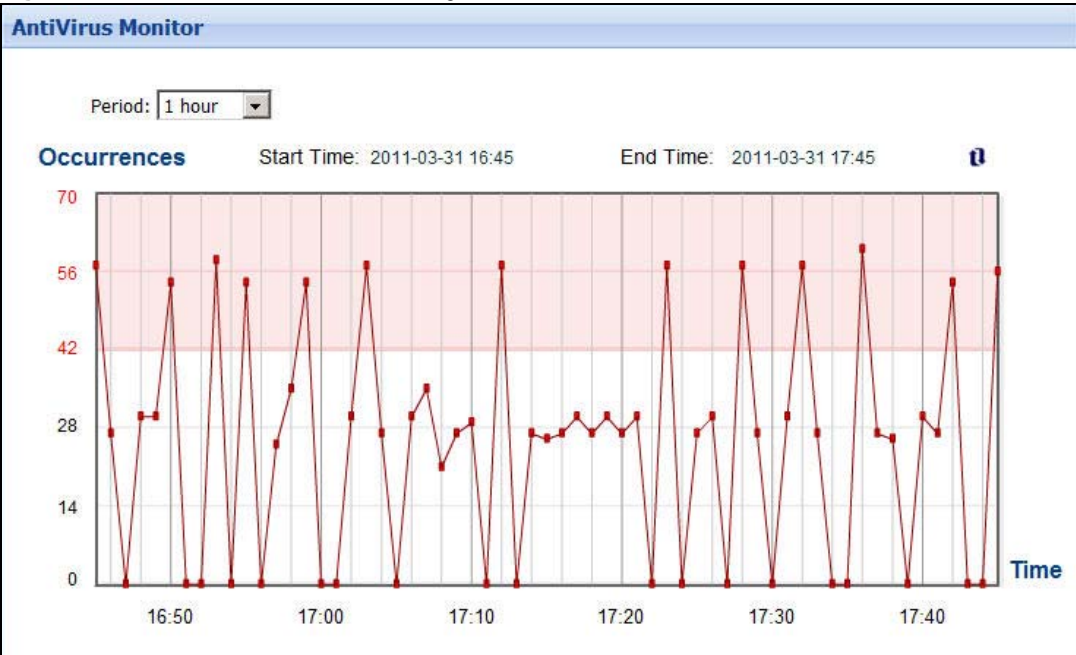 AntiVirus Monitor
Period: 1 hour
Occurrences Start Time: 2011-03-31 16:45 End Time: 2011-03-31 17:45
70
56
42
28
14
0
Time
16:50 17:00 17:10 17:20 17:30 17:40